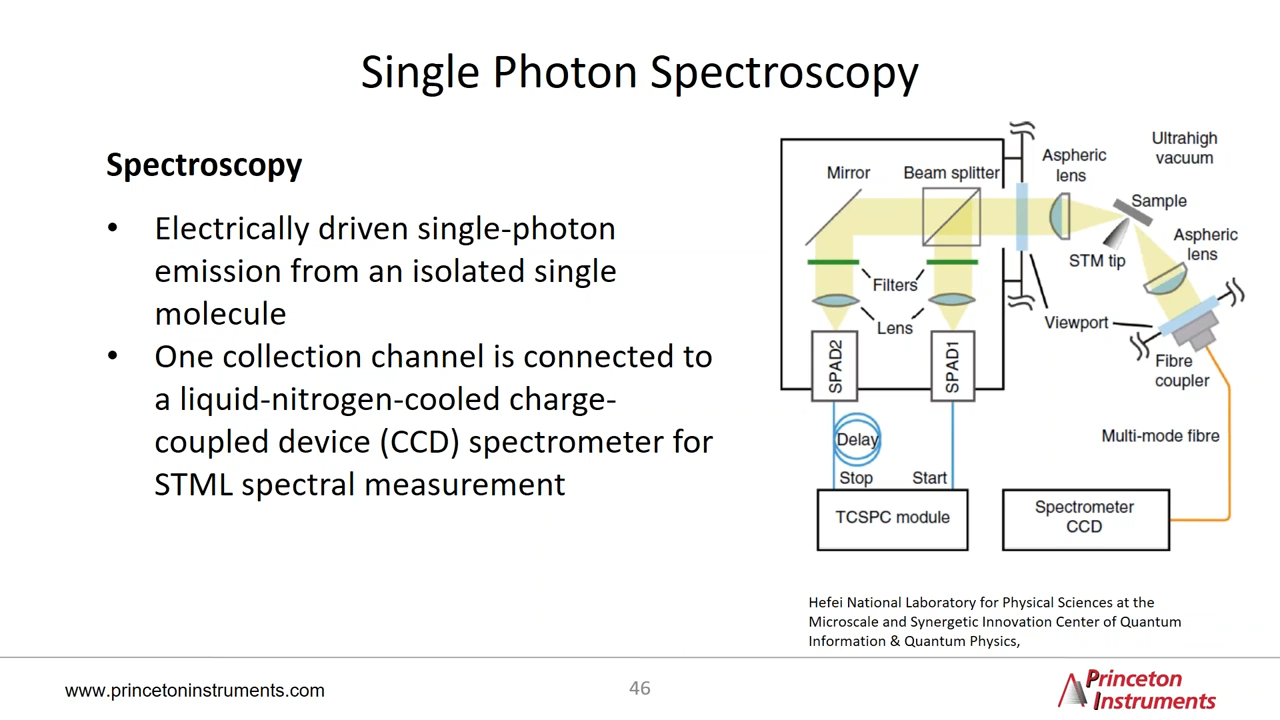 Single Photon Spectroscopy
Spectroscopy
• Electrically driven single-photon
emission from an isolated single
molecule
• One collection channel is connected to
a liquid-nitrogen-cooled charge-
coupled device (CCD) spectrometer for
STML spectral measurement
Ultrahigh
vacuum
Aspheric
lens
Mirror
Beam splitter
Sample
STM tip
Aspheric
lens
Filters
Lens
Viewport
SPAD2
SPAD1
Fibre
coupler
Delay
Multi-mode fibre
Stop
Start
TCSPC module
Spectrometer
CCD
Hefei National Laboratory for Physical Sciences at the
Microscale and Synergetic Innovation Center of Quantum
Information & Quantum Physics,
www.princetoninstruments.com
46
Princeton
Instruments